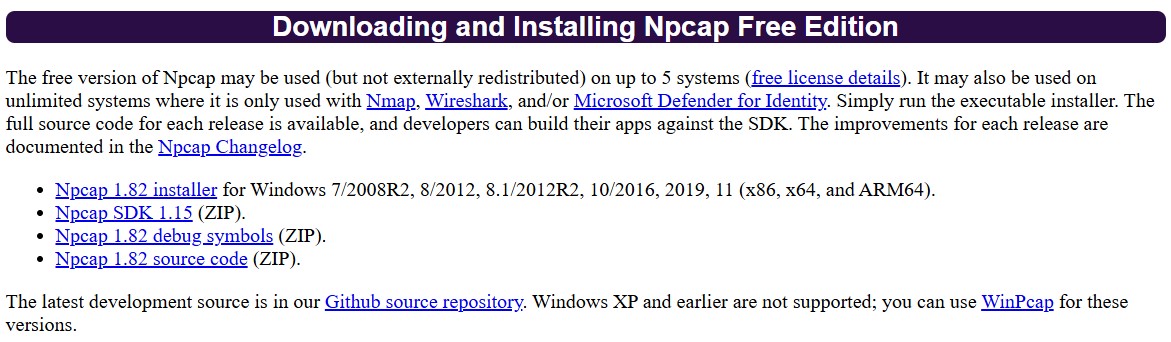 Downloading and Installing Npcap Free Edition
The free version of Npcap may be used (but not externally redistributed) on up to 5 systems (free license details). It may also be used on
unlimited systems where it is only used with Nmap, Wireshark, and/or Microsoft Defender for Identity. Simply run the executable installer. The
full source code for each release is available, and developers can build their apps against the SDK. The improvements for each release are
documented in the Npcap Changelog.
• Npcap 1.82 installer for Windows 7/2008R2, 8/2012, 8.1/2012R2, 10/2016, 2019, 11 (x86, x64, and ARM64).
• Npcap SDK 1.15 (ZIP).
• Npcap 1.82 debug symbols (ZIP).
• Npcap 1.82 source code (ZIP).
The latest development source is in our Github source repository. Windows XP and earlier are not supported; you can use WinPcap for these
versions.